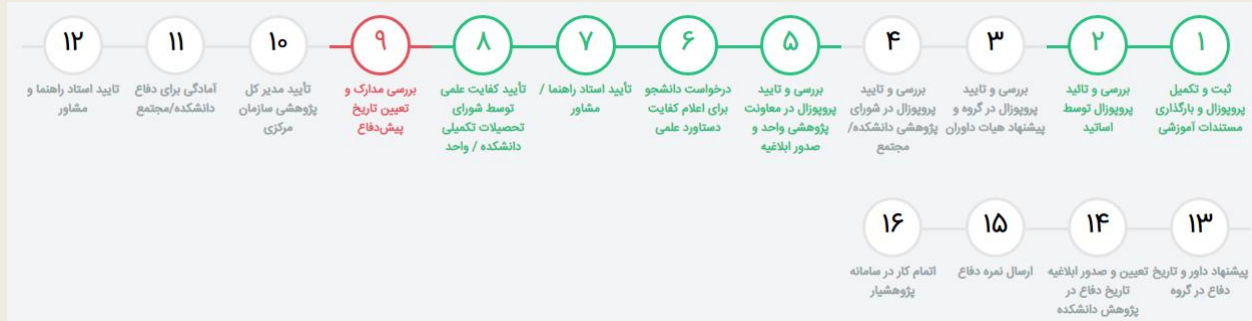 ۱
ثبت و تکمیل
پروپوزال و بارگذاری
مستندات آموزشی
۲
بررسی و تائید
پروپوزال توسط
اساتید
۳
بررسی و تایید
پروپوزال در گروه و
پیشنهاد هیات داوران
۴
بررسی و تایید
پروپوزال در شورای
پژوهشی دانشکده/
مجتمع
۵
بررسی و تایید
پروپوزال در معاونت
پژوهشی واحد و
صدور ابلاغیه
۶
درخواست دانشجو
برای اعلام کفایت
دستاورد علمی
۷
تأیید استاد راهنما /
مشاور
۸
تأیید کفایت علمی
توسط شورای
تحصیلات تکمیلی
دانشکده / واحد
۹
بررسی مدارک و
تعیین تاریخ
پیش‌دفاع
۱۰
تأیید مدیر کل
پژوهشی سازمان
مرکزی
۱۱
آمادگی برای دفاع
دانشکده/مجتمع
۱۲
تایید استاد راهنما و
مشاور
۱۳
پیشنهاد داور و تاریخ
دفاع در گروه
۱۴
تعیین و صدور ابلاغیه
تاریخ دفاع در
پژوهش دانشکده
۱۵
ارسال نمره دفاع
۱۶
اتمام کار در سامانه
پژوهشیار